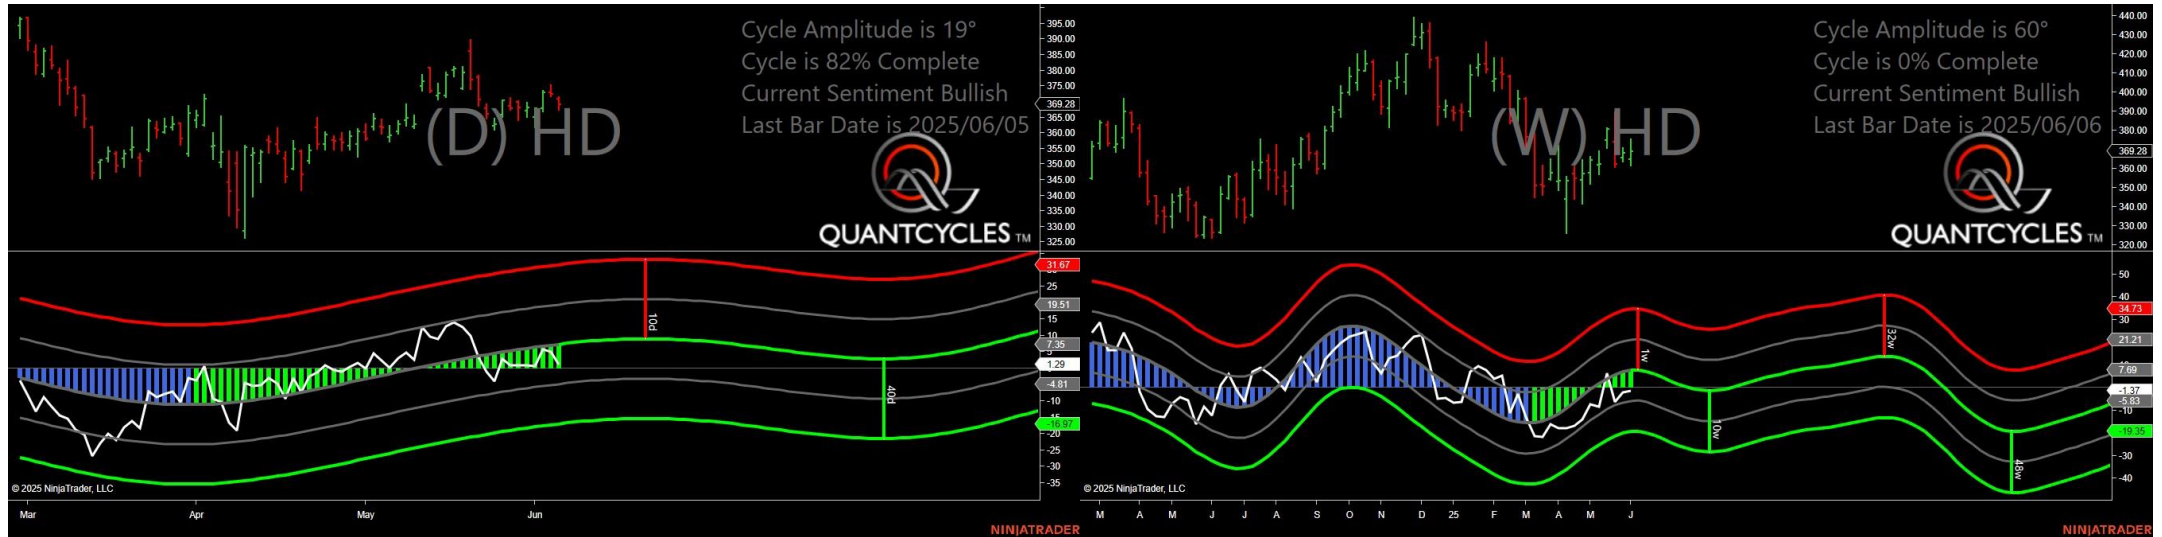 Cycle Amplitude is 19°
Cycle is 82% Complete
Current Sentiment Bullish
Last Bar Date is 2025/06/05
(D) HD
QUANTCYCLES TM
395.00
390.00
385.00
380.00
375.00
369.28
365.00
360.00
355.00
350.00
345.00
340.00
335.00
330.00
325.00
31.67
25
19.51
15
10
7.35
1.29
-4.81
-10
-16.97
-20
-25
-30
-35
10d
40d
© 2025 NinjaTrader, LLC
Mar Apr May Jun
NINJATRADER
Cycle Amplitude is 60°
Cycle is 0% Complete
Current Sentiment Bullish
Last Bar Date is 2025/06/06
(W) HD
QUANTCYCLES TM
440.00
430.00
420.00
410.00
400.00
390.00
380.00
369.28
360.00
350.00
340.00
330.00
320.00
50
40
34.73
30
21.21
7.69
-1.37
-5.83
-10
-19.35
-30
-40
1w
10w
32w
48w
© 2025 NinjaTrader, LLC
M A M J J A S O N D 25 F M A M J
NINJATRADER